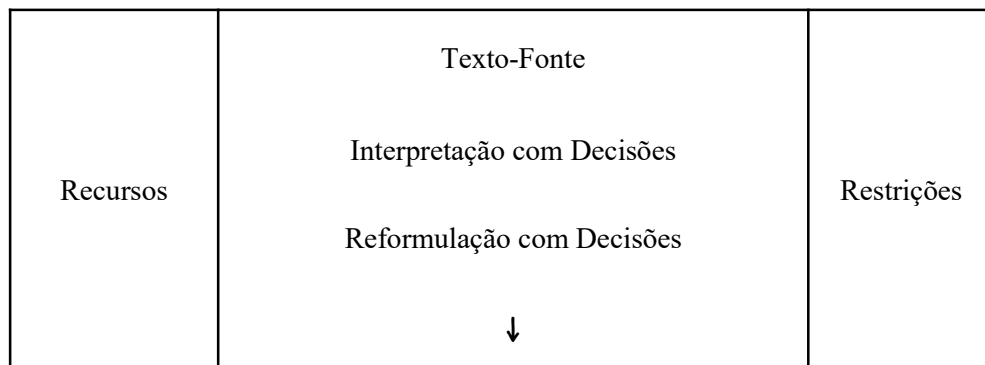 Texto-Fonte
Interpretação com Decisões
Recursos
Restrições
Reformulação com Decisões
↓